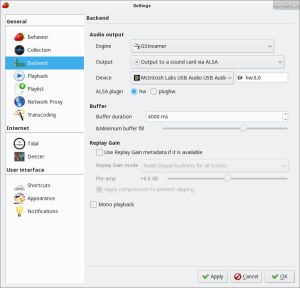 Settings
General
Behavior
Collection
Backend
Playback
Playlist
Network Proxy
Transcoding
Internet
Tidal
Deezer
User interface
Shortcuts
Appearance
Notifications
Backend
Audio output
Engine GStreamer
Output Output to a sound card via ALSA
Device McIntosh Labs USB Audio USB Audi hw:0,0
ALSA plugin hw plughw
Buffer
Buffer duration 4000 ms
&Minimum buffer fill
Replay Gain
Use Replay Gain metadata if it is available
Replay Gain mode Radio (equal loudness for all tracks)
Pre-amp +0.0 dB
Apply compression to prevent clipping
Mono playback
Apply Cancel OK